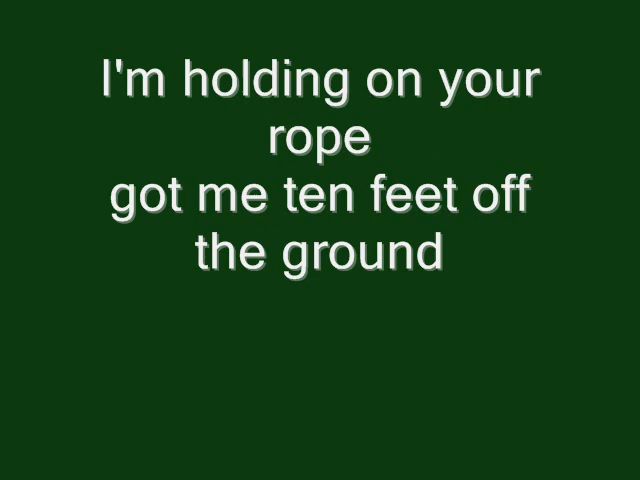 I'm holding on your
rope
got me ten feet off
the ground